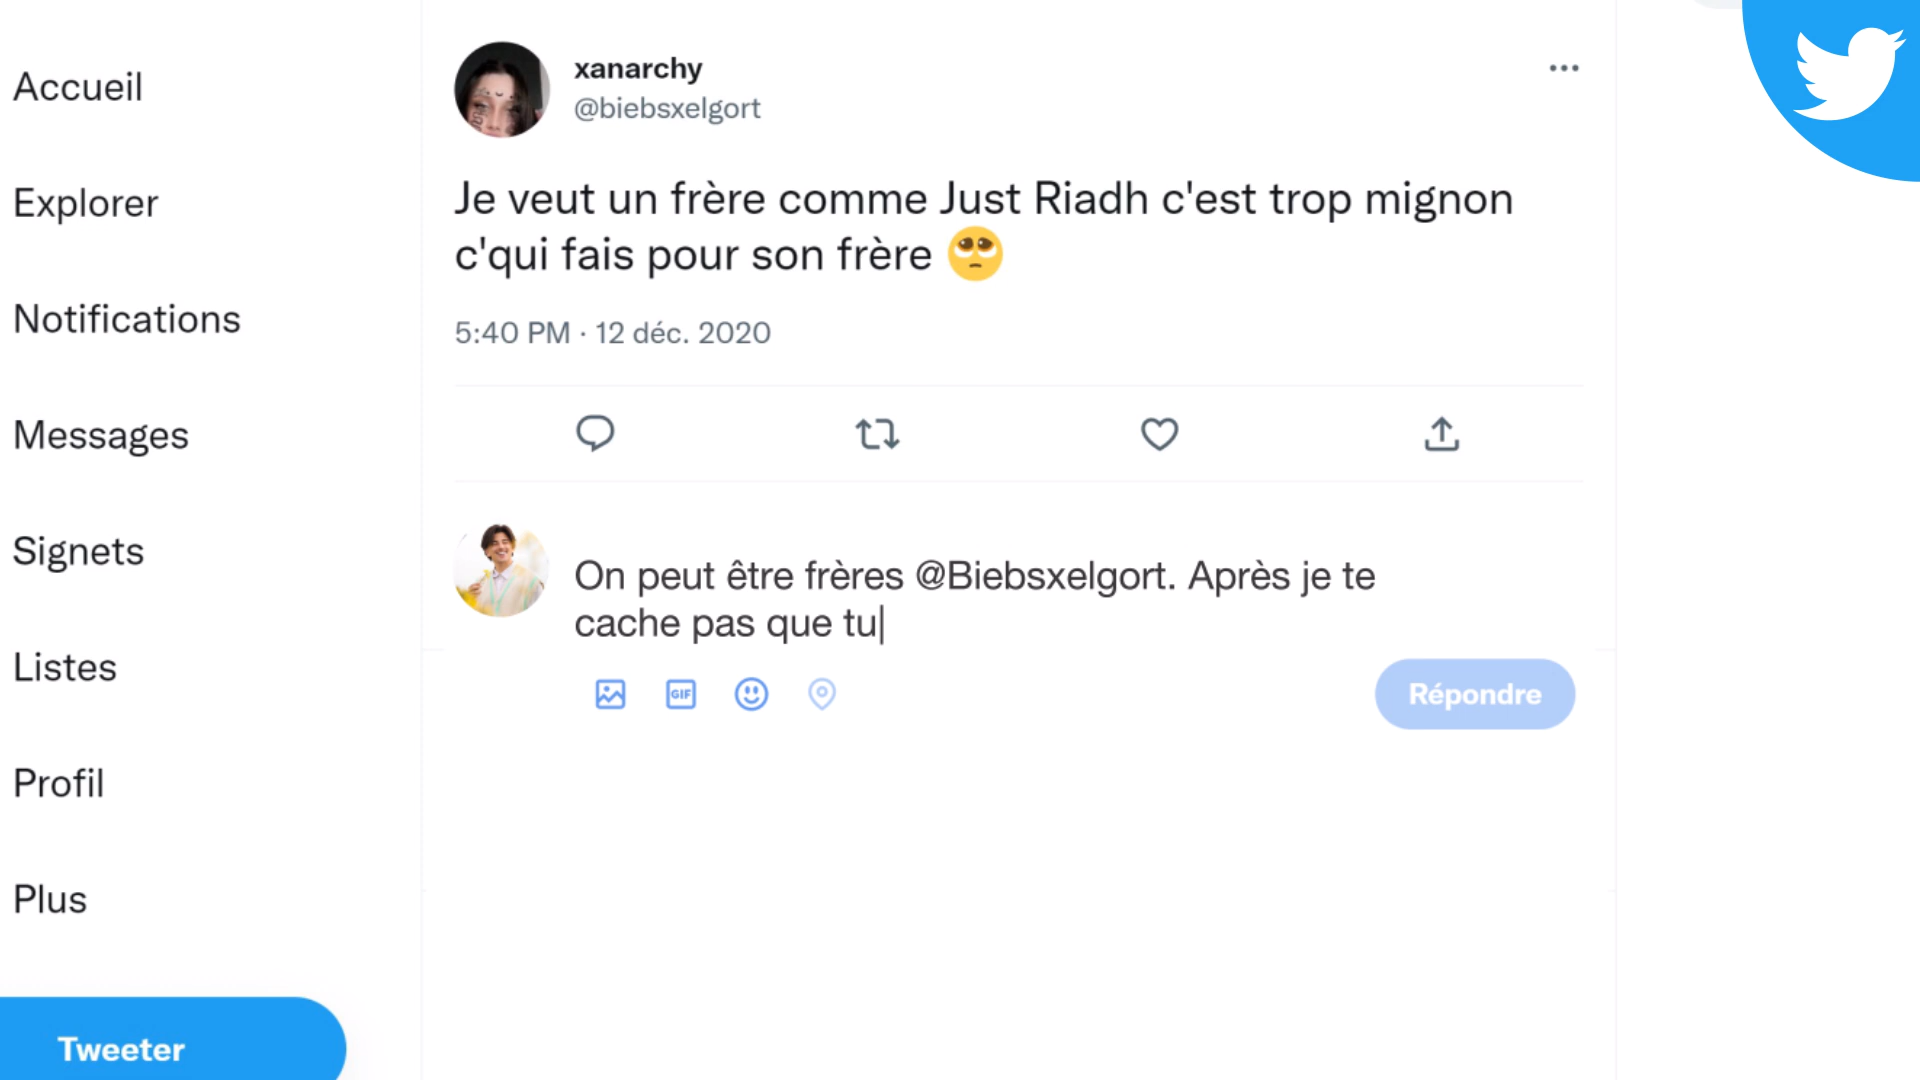 Accueil
Explorer
Notifications
Messages
Signets
Listes
Profil
Plus
Tweeter
xanarchy
@biebsxelgort
Je veut un frère comme Just Riadh c'est trop mignon
c'qui fais pour son frère 🥺
5:40 PM · 12 déc. 2020
On peut être frères @Biebsxelgort. Après je te
cache pas que tu
GIF
Répondre